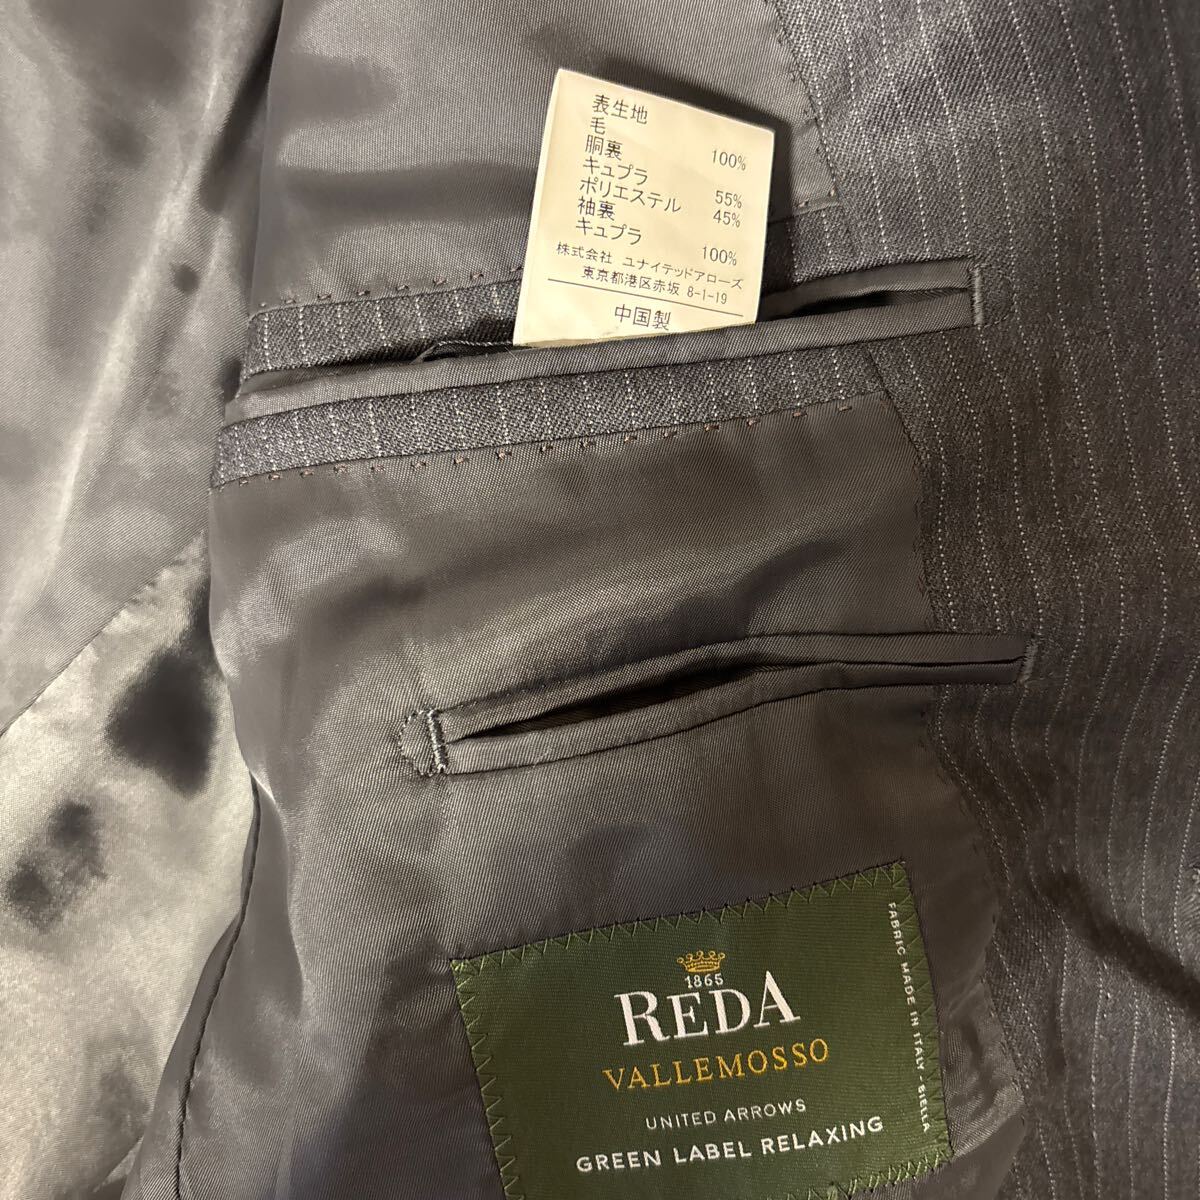 表生地
毛 100%
胴裏
キュプラ 55%
ポリエステル 45%
袖裏
キュプラ 100%
株式会社 ユナイテッドアローズ
東京都港区赤坂 8-1-19
中国製
1865
REDA
VALLEMOSSO
UNITED ARROWS
GREEN LABEL RELAXING
FABRIC MADE IN ITALY - BIELLA